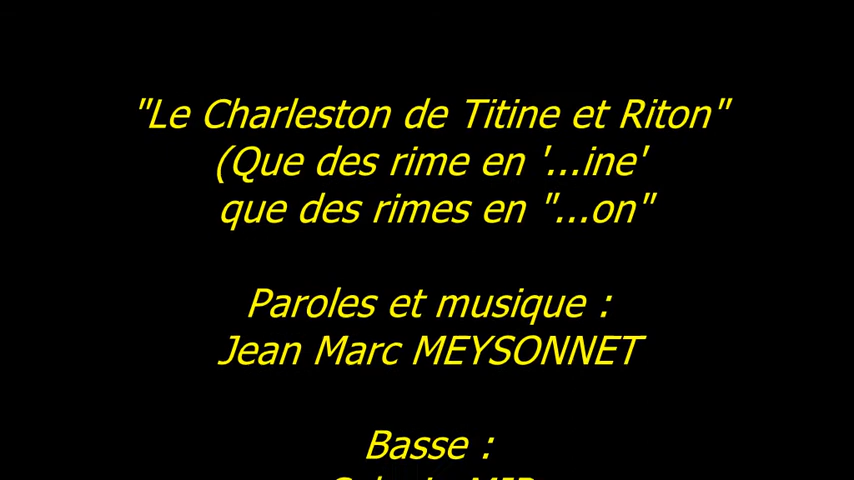 "Le Charleston de Titine et Riton"
(Que des rime en '...ine'
que des rimes en "...on"
Paroles et musique :
Jean Marc MEYSONNET
Basse :